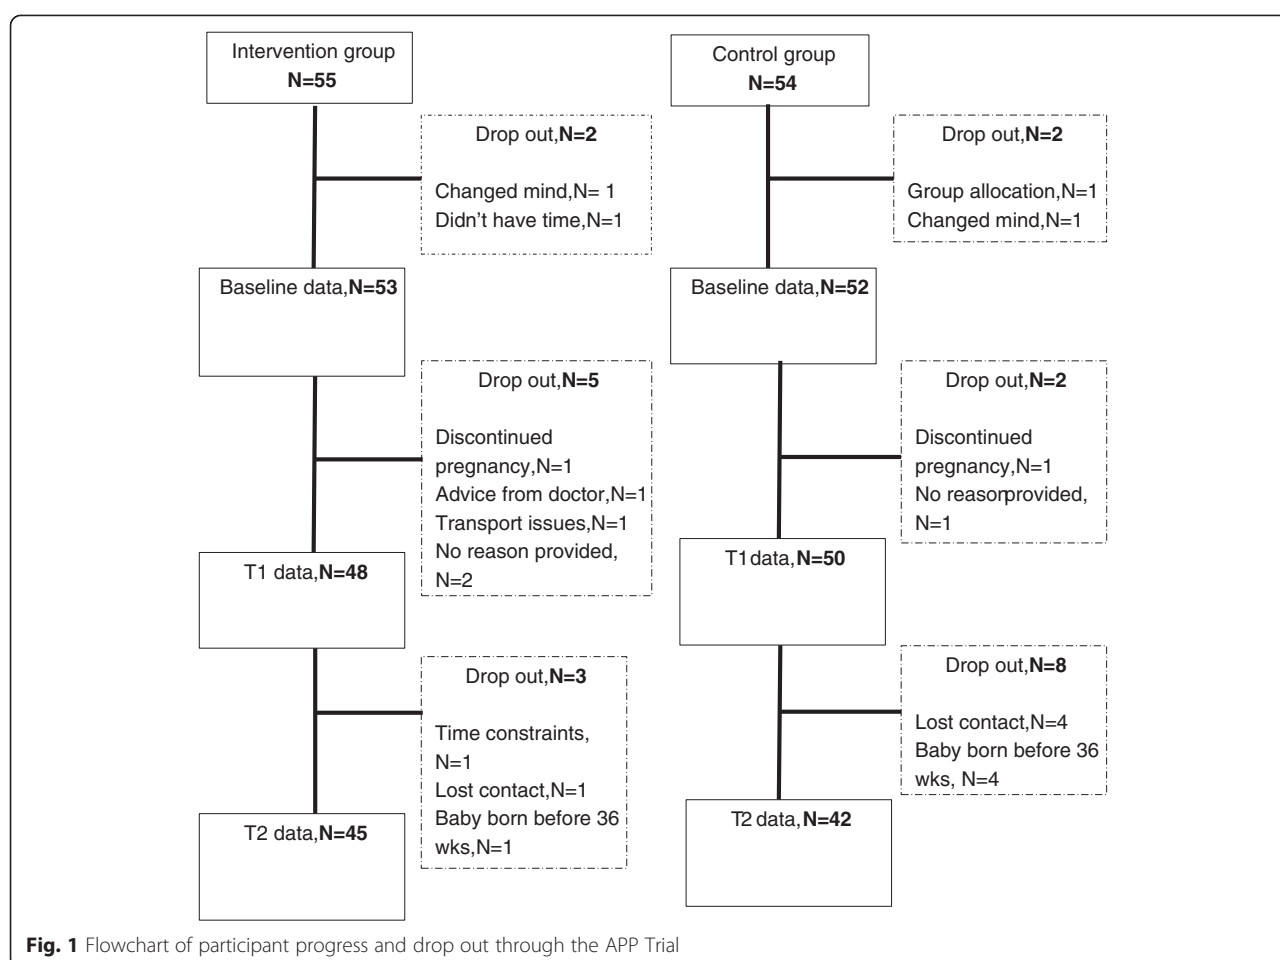 Intervention group
N=55
Drop out,N=2
Changed mind,N= 1
Didn't have time,N=1
Baseline data,N=53
Drop out,N=5
Discontinued
pregnancy,N=1
Advice from doctor,N=1
Transport issues,N=1
No reason provided,
N=2
T1 data,N=48
Drop out,N=3
Time constraints,
N=1
Lost contact,N=1
Baby born before 36
wks,N=1
T2 data,N=45
Control group
N=54
Drop out,N=2
Group allocation,N=1
Changed mind,N=1
Baseline data,N=52
Drop out,N=2
Discontinued
pregnancy,N=1
No reasorprovided,
N=1
T1 data,N=50
Drop out,N=8
Lost contact,N=4
Baby born before 36
wks, N=4
T2 data,N=42
Fig. 1 Flowchart of participant progress and drop out through the APP Trial